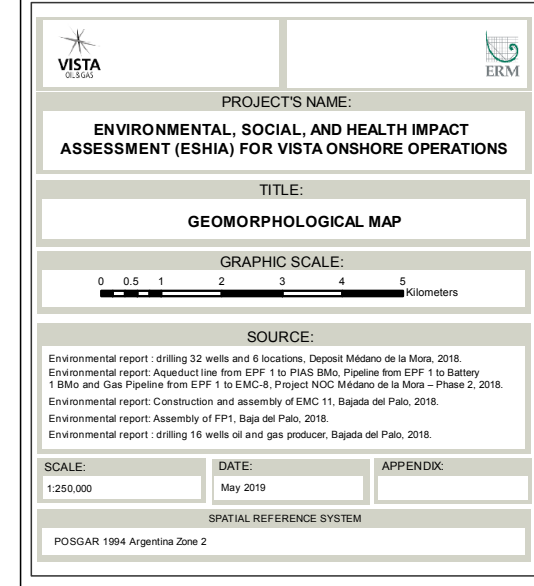 VISTA
OIL & GAS
ERM
PROJECT'S NAME:
ENVIRONMENTAL, SOCIAL, AND HEALTH IMPACT
ASSESSMENT (ESHIA) FOR VISTA ONSHORE OPERATIONS
TITLE:
GEOMORPHOLOGICAL MAP
GRAPHIC SCALE:
0 0.5 1 2 3 4 5
Kilometers
SOURCE:
Environmental report : drilling 32 wells and 6 locations, Deposit Médano de la Mora, 2018.
Environmental report: Aqueduct line from EPF 1 to PIAS BMo, Pipeline from EPF 1 to Battery
1 BMo and Gas Pipeline from EPF 1 to EMC-8, Project NOC Médano de la Mora – Phase 2, 2018.
Environmental report: Construction and assembly of EMC 11, Bajada del Palo, 2018.
Environmental report: Assembly of FP1, Baja del Palo, 2018.
Environmental report : drilling 16 wells oil and gas producer, Bajada del Palo, 2018.
SCALE:
1:250,000
DATE:
May 2019
APPENDIX:
SPATIAL REFERENCE SYSTEM
POSGAR 1994 Argentina Zone 2